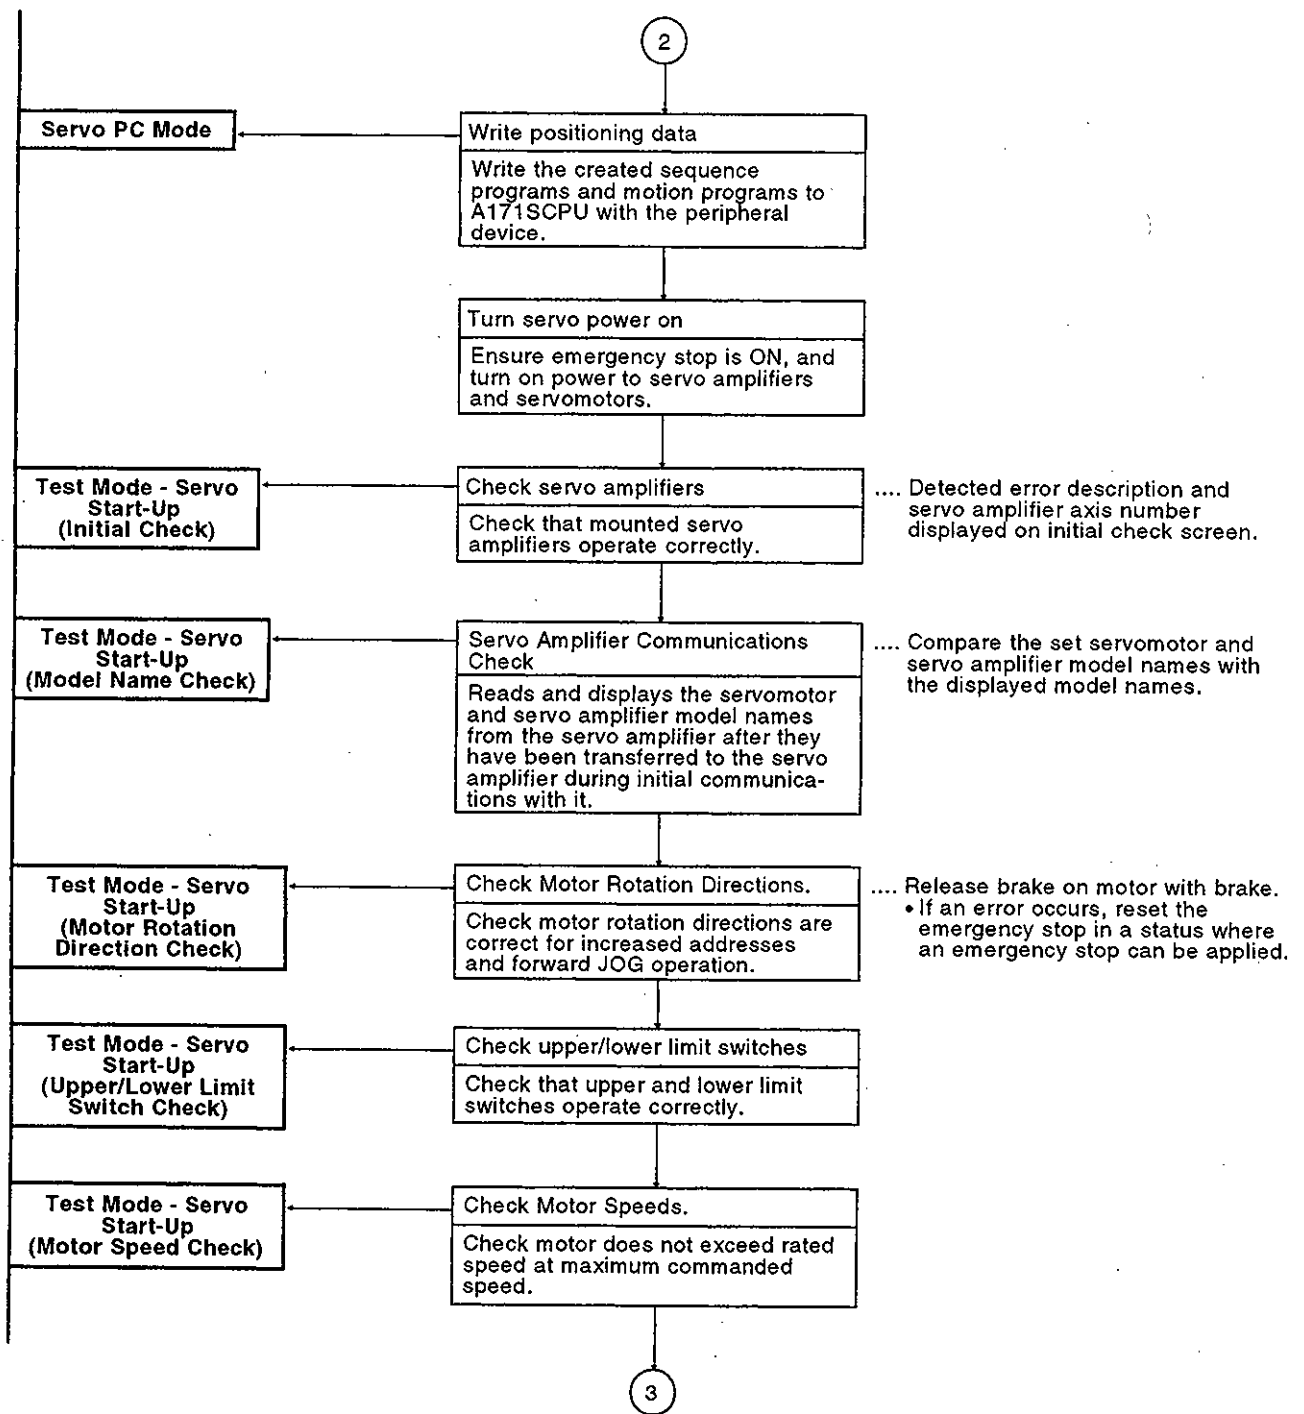 2
Servo PC Mode
Write positioning data
Write the created sequence
programs and motion programs to
A171SCPU with the peripheral
device.
Turn servo power on
Ensure emergency stop is ON, and
turn on power to servo amplifiers
and servomotors.
Test Mode - Servo
Start-Up
(Initial Check)
Check servo amplifiers
Check that mounted servo
amplifiers operate correctly.
.... Detected error description and
servo amplifier axis number
displayed on initial check screen.
Test Mode - Servo
Start-Up
(Model Name Check)
Servo Amplifier Communications
Check
Reads and displays the servomotor
and servo amplifier model names
from the servo amplifier after they
have been transferred to the servo
amplifier during initial communica-
tions with it.
.... Compare the set servomotor and
servo amplifier model names with
the displayed model names.
Test Mode - Servo
Start-Up
(Motor Rotation
Direction Check)
Check Motor Rotation Directions.
Check motor rotation directions are
correct for increased addresses
and forward JOG operation.
.... Release brake on motor with brake.
• If an error occurs, reset the
emergency stop in a status where
an emergency stop can be applied.
Test Mode - Servo
Start-Up
(Upper/Lower Limit
Switch Check)
Check upper/lower limit switches
Check that upper and lower limit
switches operate correctly.
Test Mode - Servo
Start-Up
(Motor Speed Check)
Check Motor Speeds.
Check motor does not exceed rated
speed at maximum commanded
speed.
3